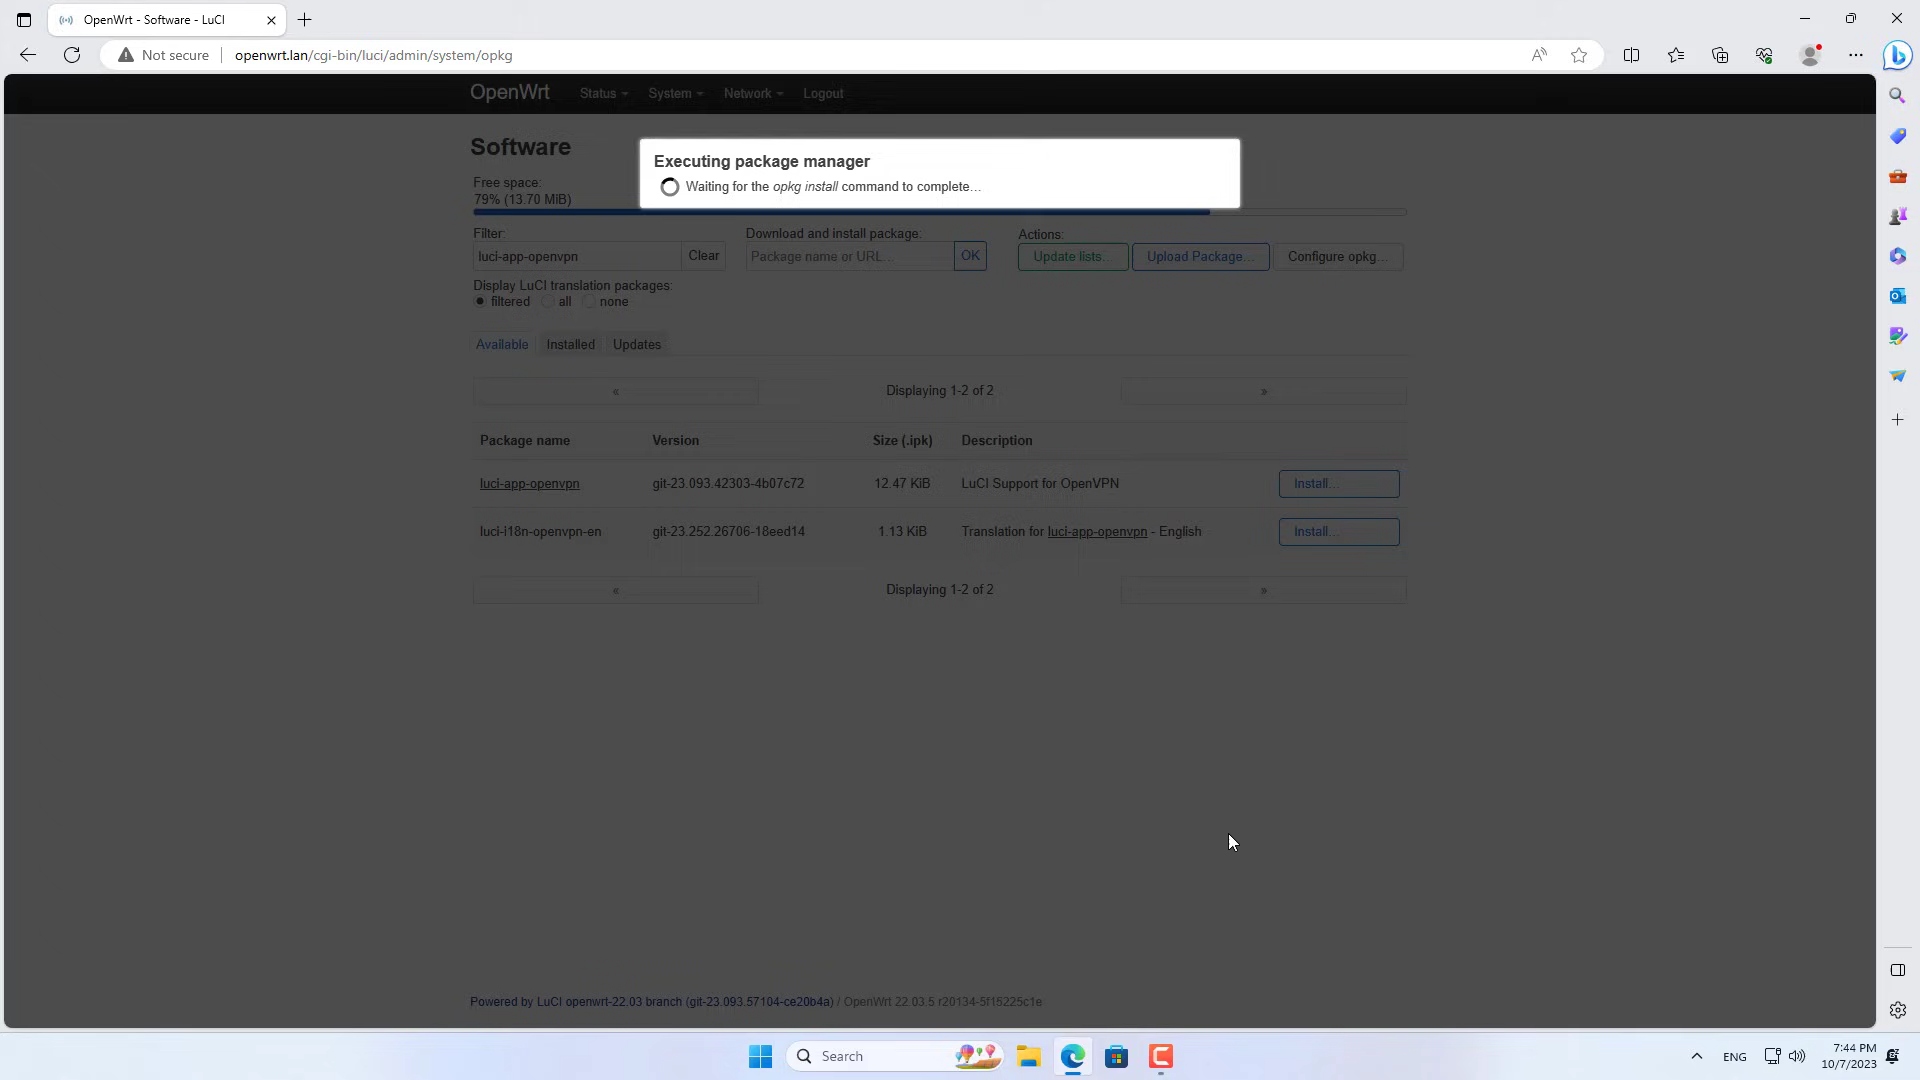 OpenWrt - Software - LuCI
Not secure
openwrt.lan/cgi-bin/luci/admin/system/opkg
OpenWrt
Status
System
Network
Logout
Software
Executing package manager
Waiting for the opkg install command to complete…
Free space:
79% (13.70 MiB)
Filter:
luci-app-openvpn
Clear
Download and install package:
Package name or URL…
OK
Actions:
Update lists…
Upload Package…
Configure opkg…
Display LuCI translation packages:
filtered
all
none
Available
Installed
Updates
«
Displaying 1-2 of 2
»
Package name
Version
Size (.ipk)
Description
luci-app-openvpn
git-23.093.42303-4b07c72
12.47 KiB
LuCI Support for OpenVPN
Install…
luci-i18n-openvpn-en
git-23.252.26706-18eed14
1.13 KiB
Translation for luci-app-openvpn - English
Install…
«
Displaying 1-2 of 2
»
Powered by LuCI openwrt-22.03 branch (git-23.093.57104-ce20b4a) / OpenWrt 22.03.5 r20134-5f15225c1e
Search
ENG
7:44 PM
10/7/2023